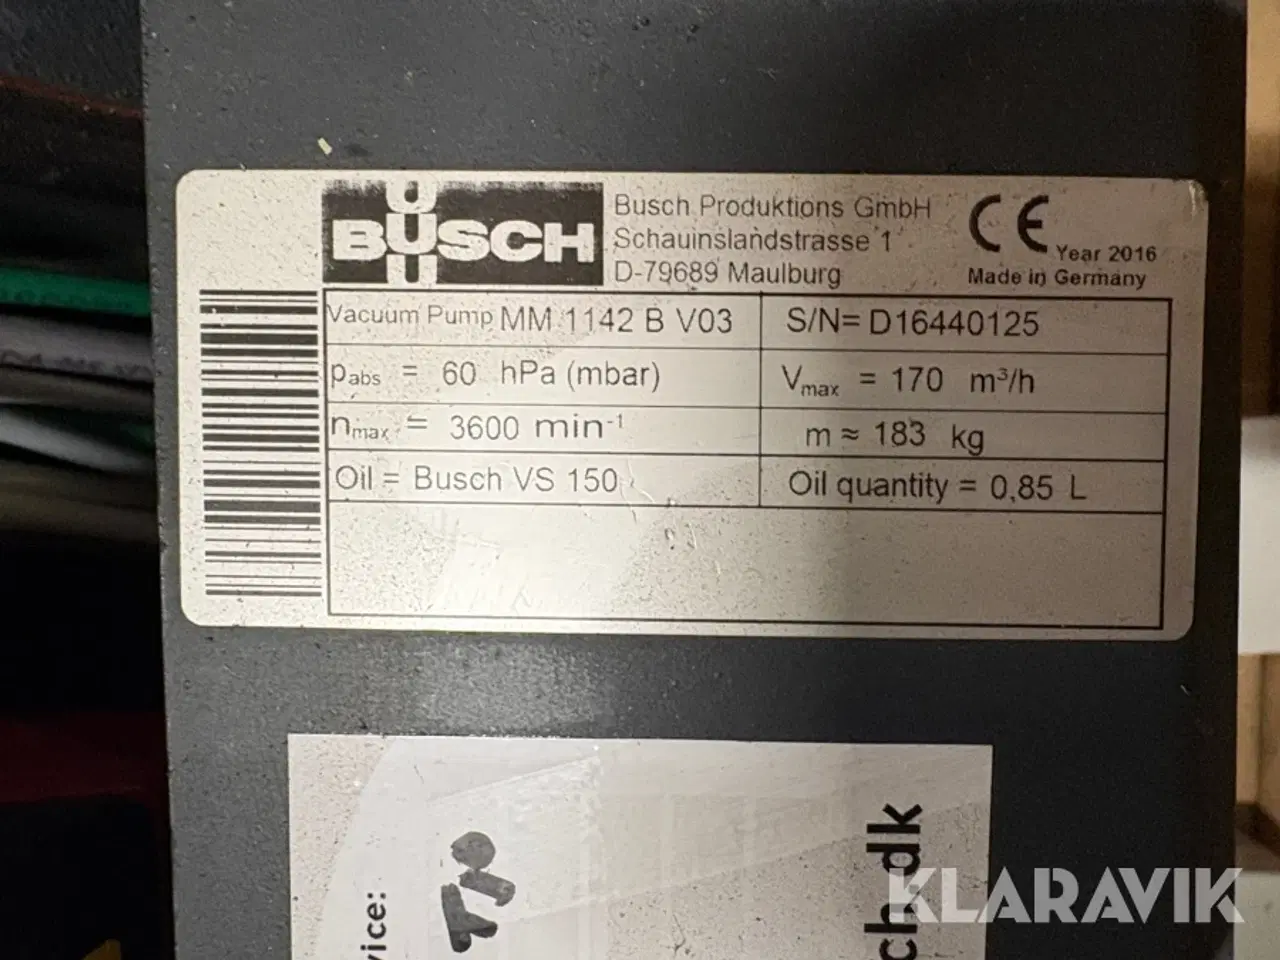 BUSCH
Busch Produktions GmbH
Schauinslandstrasse 1
D-79689 Maulburg
CE
Year 2016
Made in Germany
Vacuum Pump MM 1142 B V03
S/N= D16440125
pabs = 60 hPa (mbar)
Vmax = 170 m³/h
nmax = 3600 min-1
m ≈ 183 kg
Oil = Busch VS 150
Oil quantity = 0,85 L
vice:
ch.dk
KLARAVIK